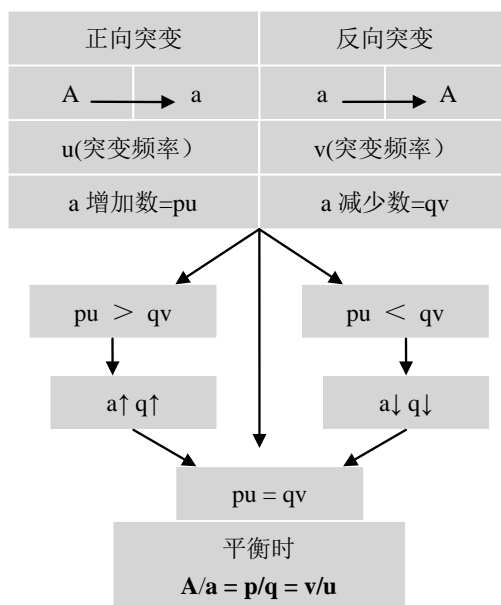 正向突变 反向突变
A → a a → A
u(突变频率） v(突变频率）
a 增加数=pu a 减少数=qv
pu ＞ qv pu ＜ qv
a↑ q↑ a↓ q↓
pu = qv
平衡时
A/a = p/q = v/u